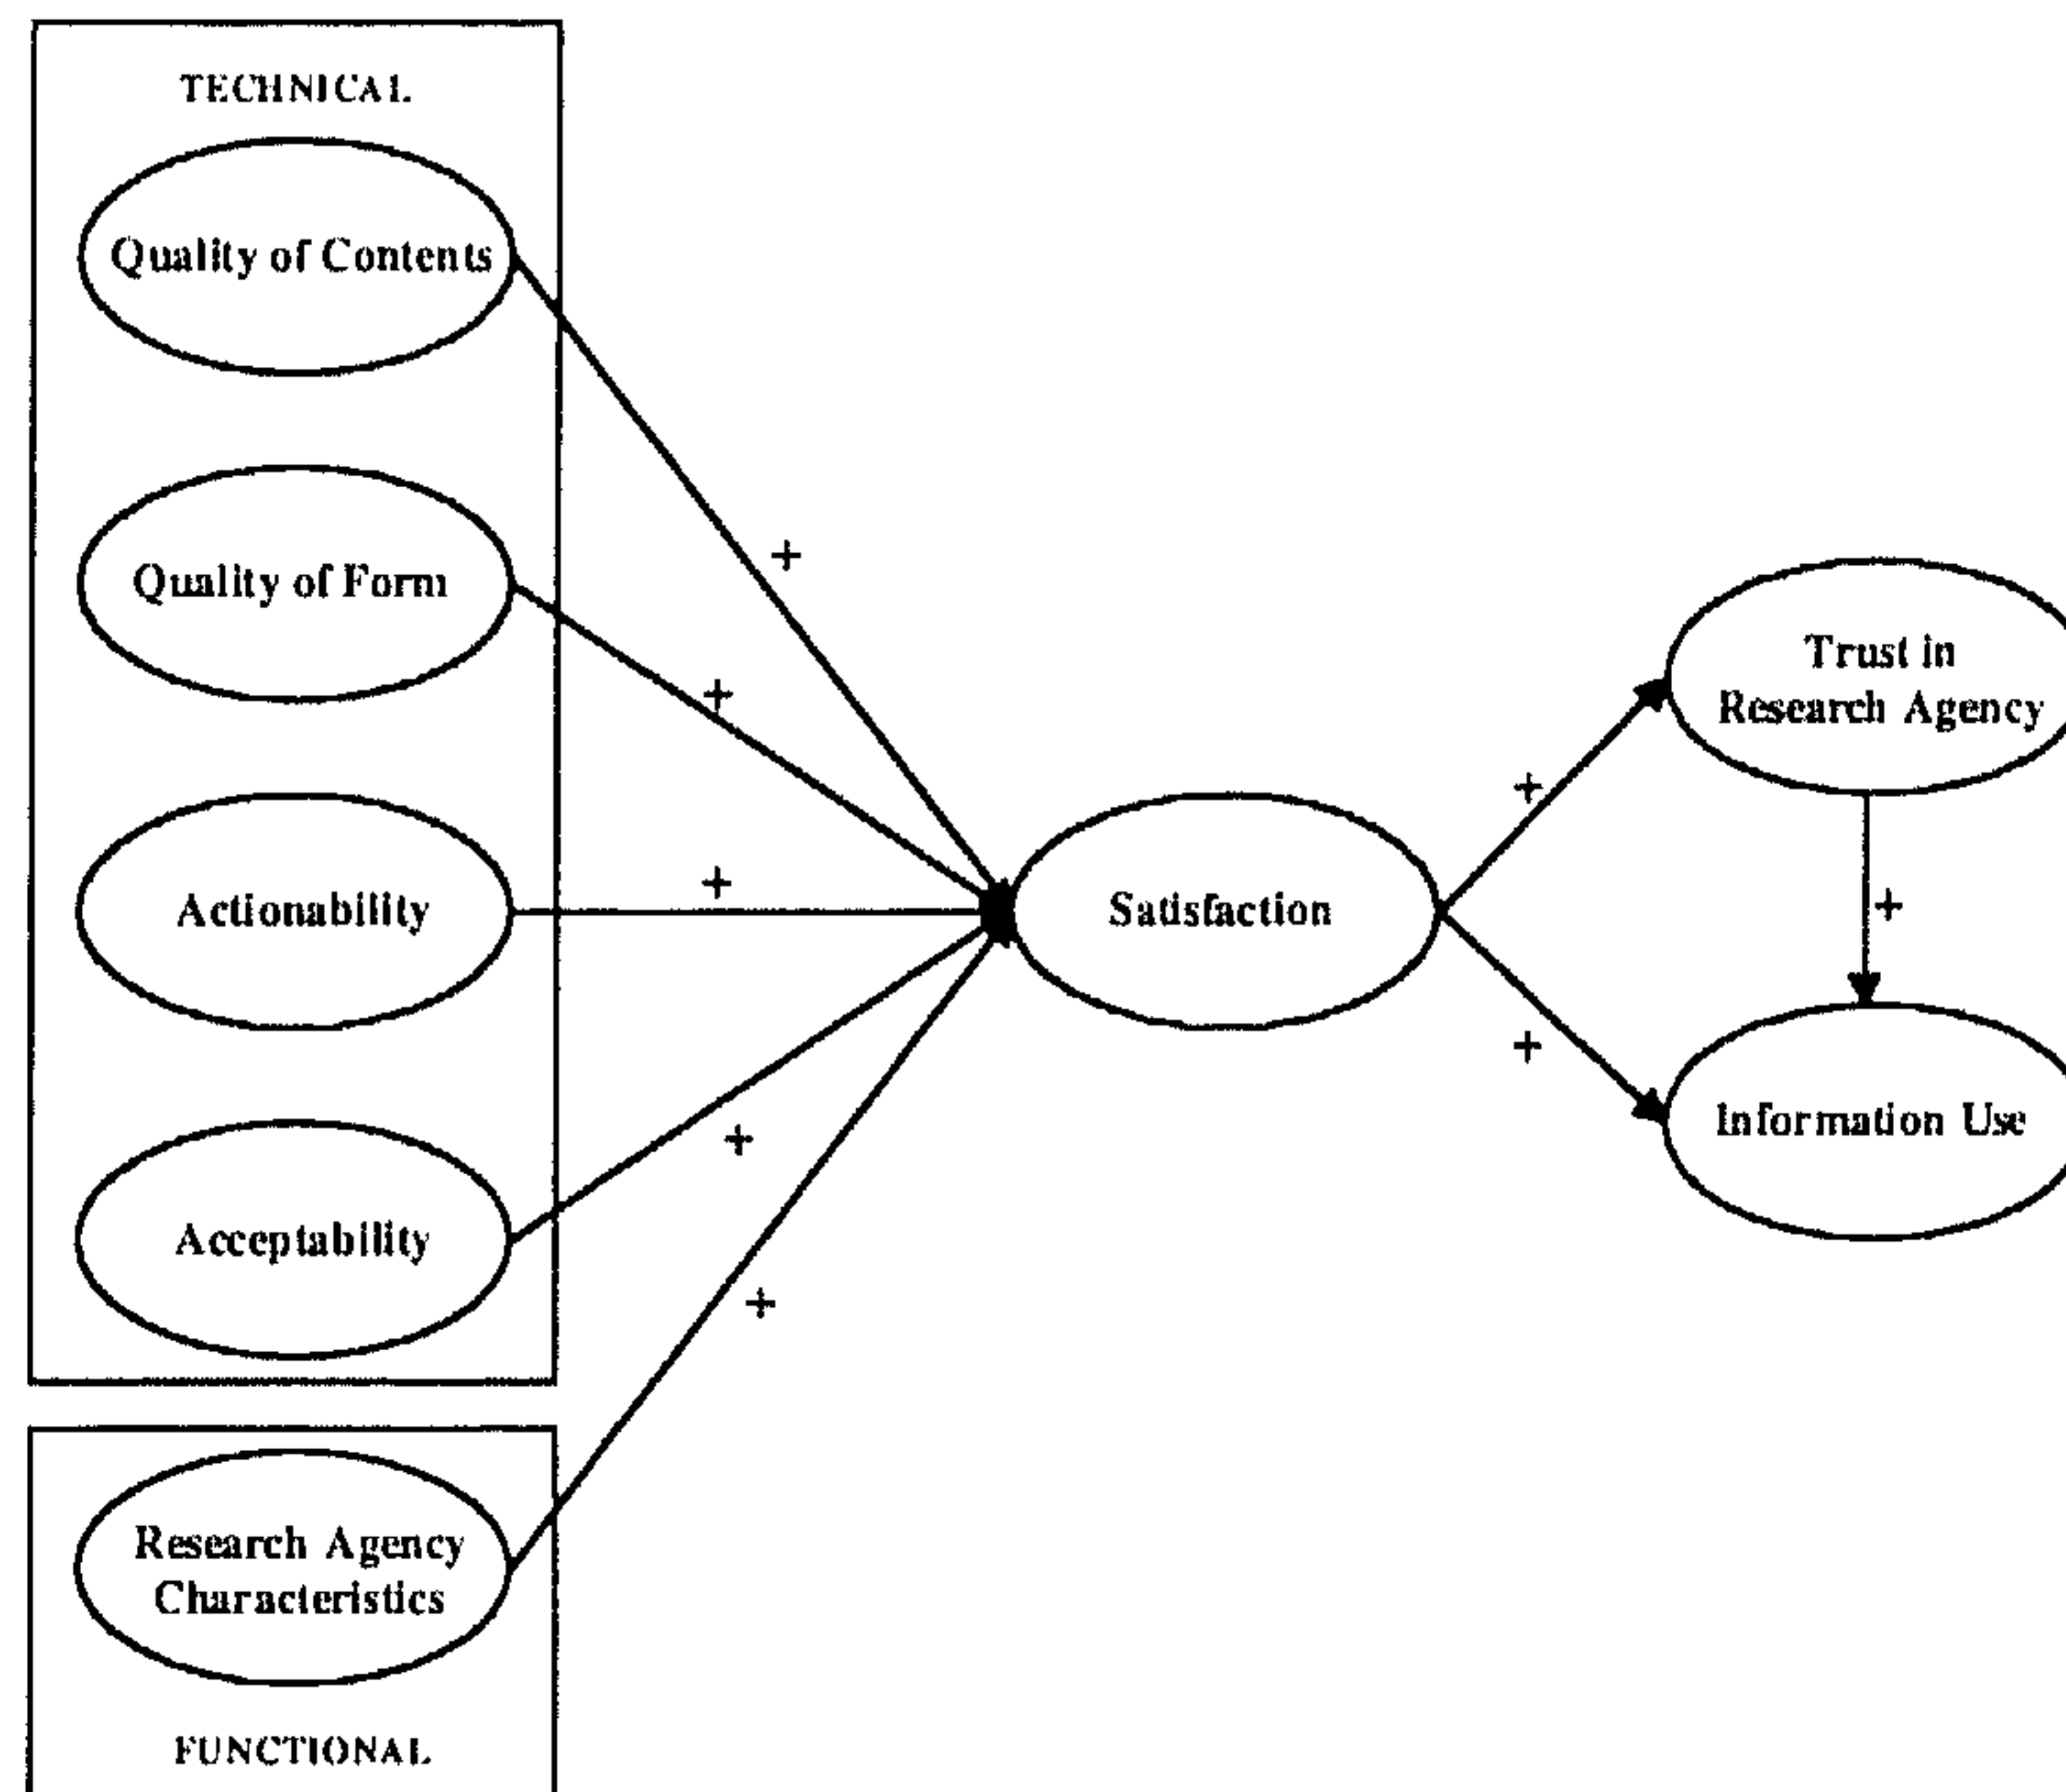 TECHNICAL
Quality of Contents
+
Quality of Form
+
Trust in
Research Agency
+
Actionability
+
Satisfaction
+
+
Acceptability
+
Information Use
+
Research Agency
Characteristics
FUNCTIONAL